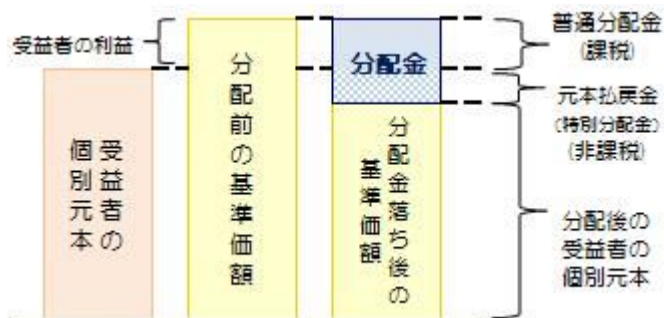 受益者の利益
受益者の
個別元本
分配前の基準価額
分配金
分配金落ち後の
基準価額
普通分配金
(課税)
元本払戻金
(特別分配金)
(非課税)
分配後の
受益者の
個別元本